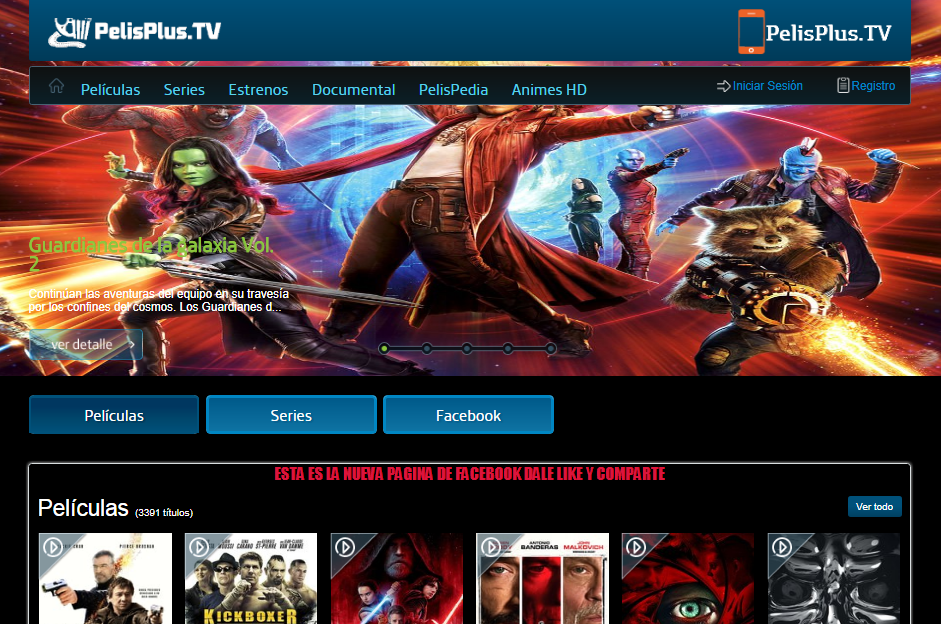 PelisPlus.TV
PelisPlus.TV
Películas
Series
Estrenos
Documental
PelisPedia
Animes HD
Iniciar Sesión
Registro
Guardianes de la galaxia Vol.
2
Continúan las aventuras del equipo en su travesía
por los confines del cosmos. Los Guardianes d...
ver detalle
Películas
Series
Facebook
ESTA ES LA NUEVA PAGINA DE FACEBOOK DALE LIKE Y COMPARTE
Películas (3391 títulos)
Ver todo
CHAN
PIERCE BROSNAN
KICKBOXER
ANTONIO
BANDERAS
JOHN
MALKOVICH